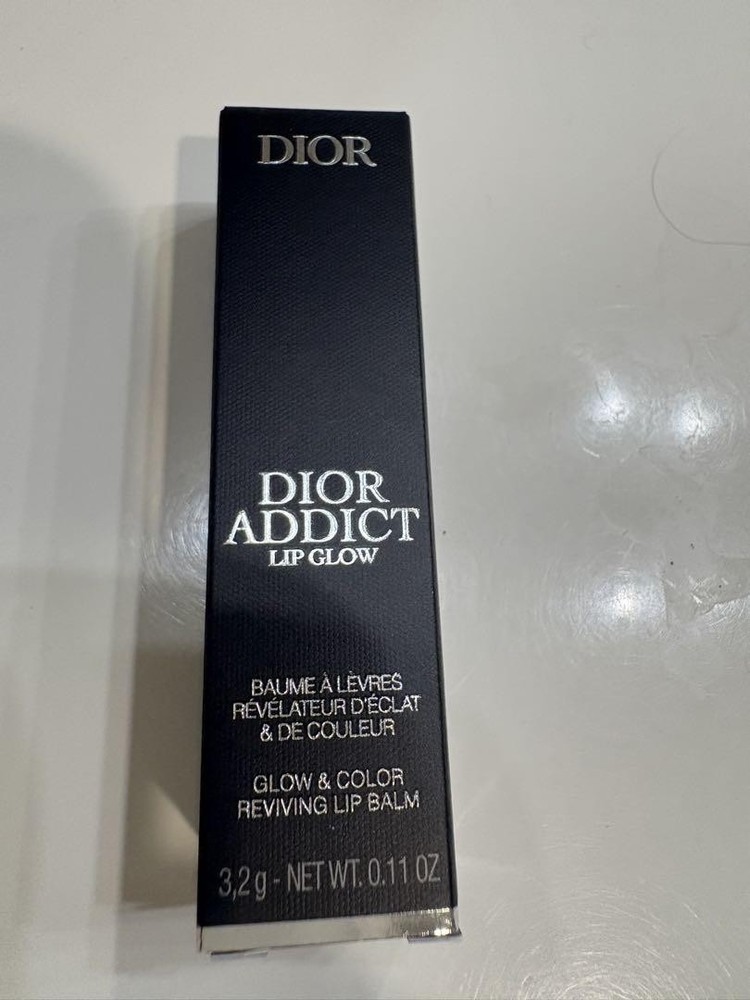 DIOR
DIOR
ADDICT
LIP GLOW
BAUME À LÈVRES
RÉVÉLATEUR D'ÉCLAT
& DE COULEUR
GLOW & COLOR
REVIVING LIP BALM
3,2 g - NET WT. 0.11 OZ